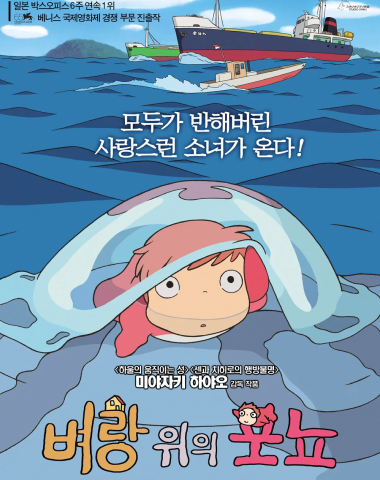 일본 박스오피스 6주 연속 1위
베니스 국제영화제 경쟁 부문 진출작
모두가 반해버린
사랑스런 소녀가 온다!
<하울의 움직이는 성> <센과 치히로의 행방불명>
미야자키 하야오 감독 작품
벼랑 위의 포뇨